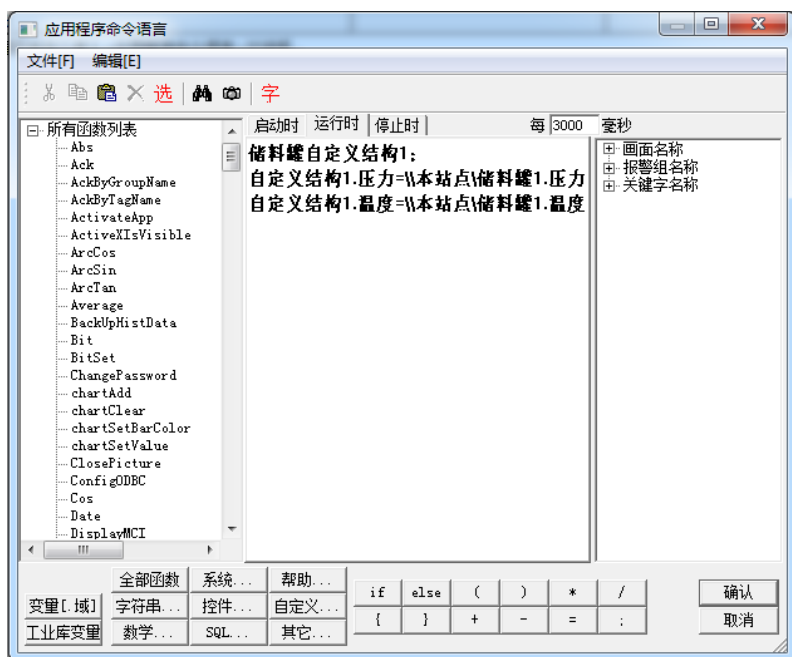 应用程序命令语言
文件[F] 编辑[E]
选 字
所有函数列表
Abs
Ack
AckByGroupName
AckByTagName
ActivateApp
ActiveXIsVisible
ArcCos
ArcSin
ArcTan
Average
BackUpHistData
Bit
BitSet
ChangePassword
chartAdd
chartClear
chartSetBarColor
chartSetValue
ClosePicture
ConfigODBC
Cos
Date
DisplayMCI
启动时 运行时 停止时 每 3000 毫秒
储料罐自定义结构1;
自定义结构1.压力=\\本站点\储料罐1.压力
自定义结构1.温度=\\本站点\储料罐1.温度
画面名称
报警组名称
关键字名称
全部函数 系统... 帮助...
变量[.域] 字符串... 控件... 自定义...
工业库变量 数学... SQL... 其它...
if else ( ) * /
{ } + - = ;
确认
取消